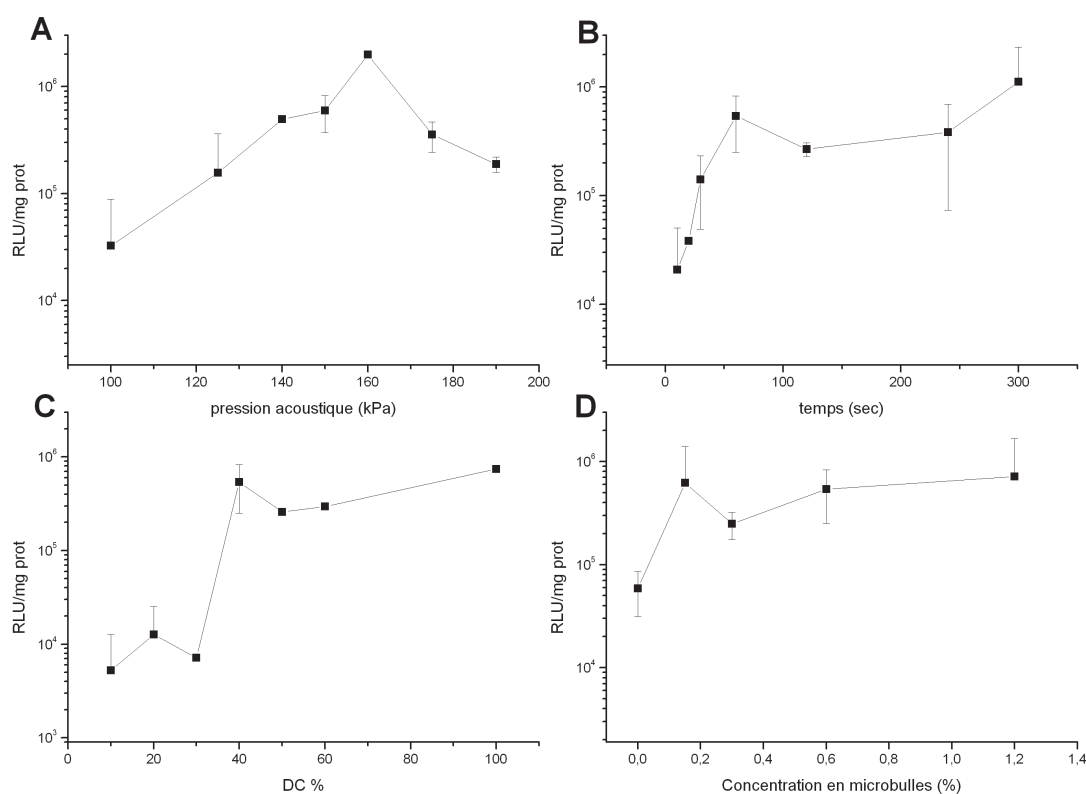 A
RLU/mg prot
10⁶
10⁵
10⁴
100 120 140 160 180 200
pression acoustique (kPa)
B
RLU/mg prot
10⁶
10⁵
10⁴
0 100 200 300
temps (sec)
C
RLU/mg prot
10⁶
10⁵
10⁴
10³
0 20 40 60 80 100
DC %
D
RLU/mg prot
10⁶
10⁵
10⁴
0,0 0,2 0,4 0,6 0,8 1,0 1,2 1,4
Concentration en microbulles (%)